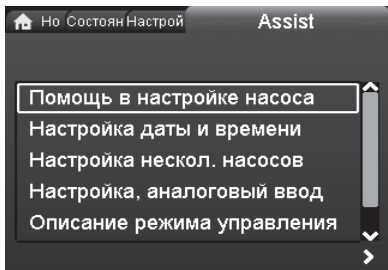 Но Состоян Настрой Assist
Помощь в настройке насоса
Настройка даты и времени
Настройка нескол. насосов
Настройка, аналоговый ввод
Описание режима управления